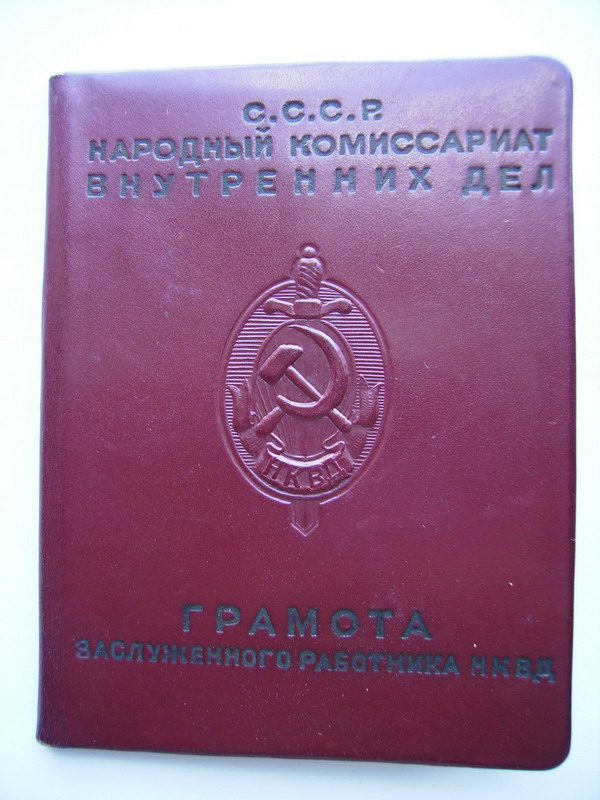 С.С.С.Р.
НАРОДНЫЙ КОМИССАРИАТ
ВНУТРЕННИХ ДЕЛ
НКВД
ГРАМОТА
ЗАСЛУЖЕННОГО РАБОТНИКА НКВД